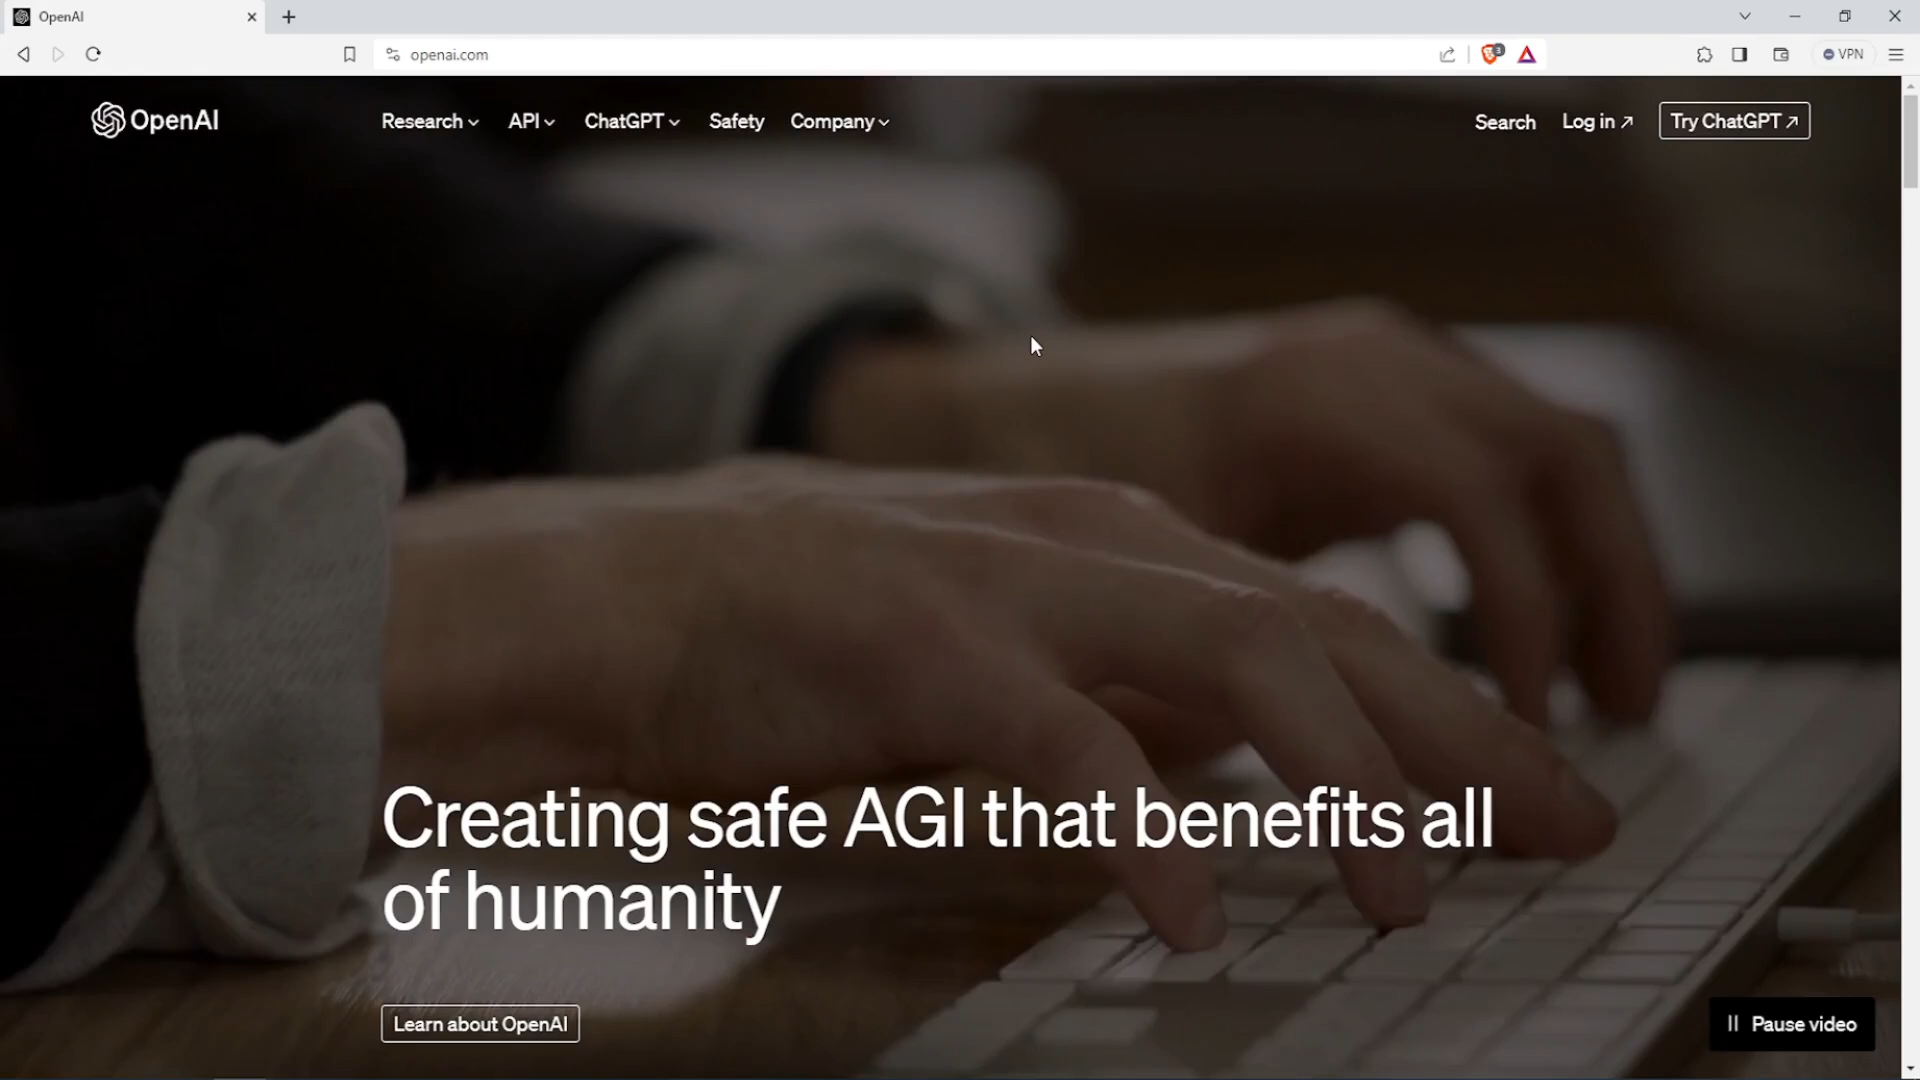 OpenAI
openai.com
3
VPN
OpenAI
Research
API
ChatGPT
Safety
Company
Search
Log in ↗
Try ChatGPT ↗
Creating safe AGI that benefits all
of humanity
Learn about OpenAI
Pause video